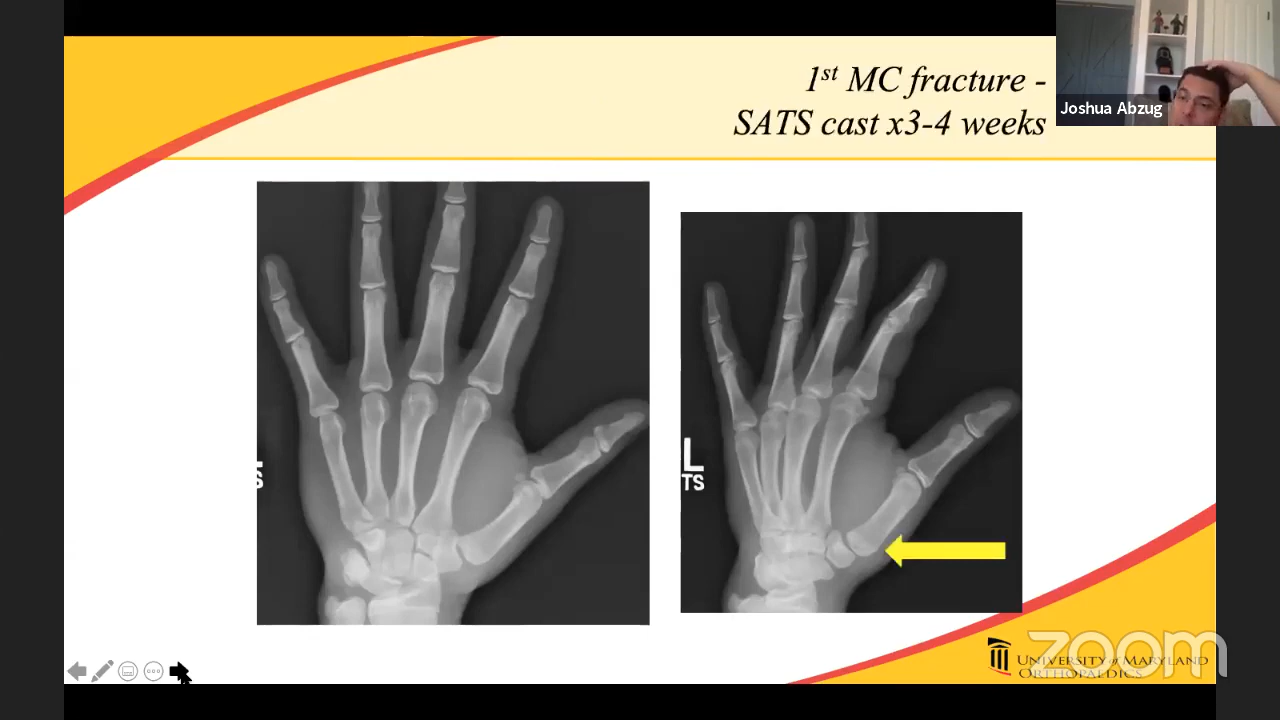 1st MC fracture -
SATS cast x3-4 weeks
Joshua Abzug
L
TS
S
zoom
UNIVERSITY of MARYLAND
ORTHOPAEDICS